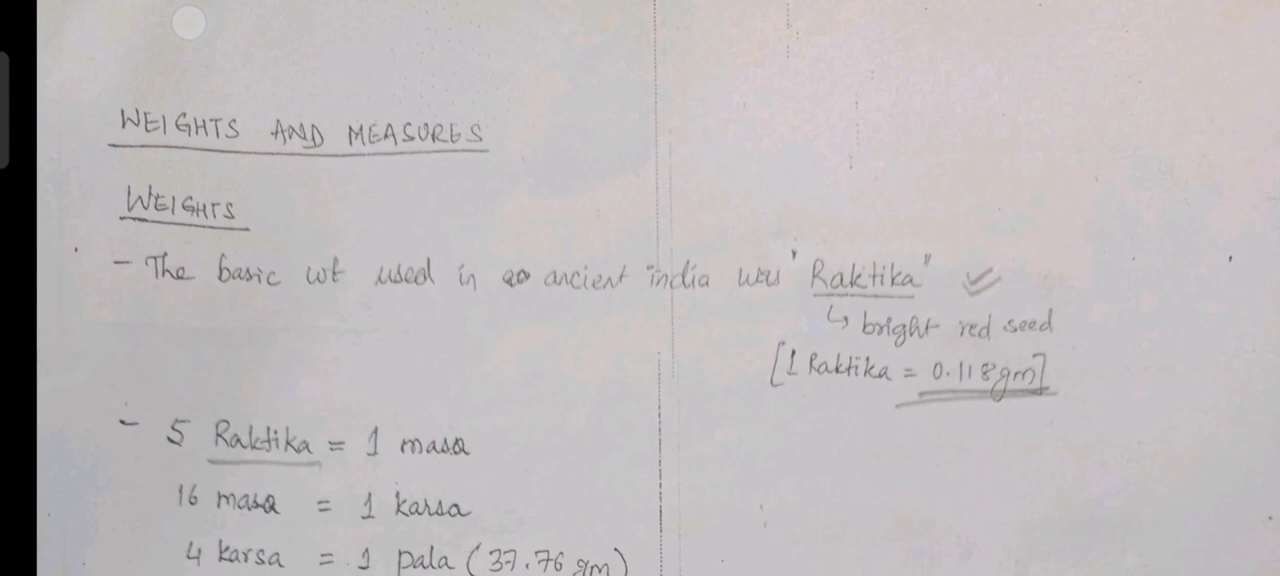 WEIGHTS AND MEASURES
WEIGHTS
- The basic wt used in ancient india was "Raktika"
↳ bright red seed
[1 Raktika = 0.118gm]
- 5 Raktika = 1 masa
16 masa = 1 karsa
4 karsa = 1 pala (37.76 gm)